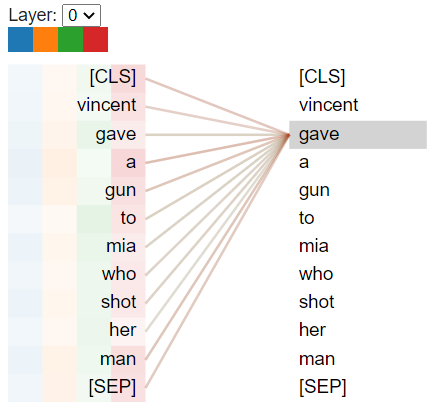 Layer: 0
[CLS] [CLS]
vincent vincent
gave gave
a a
gun gun
to to
mia mia
who who
shot shot
her her
man man
[SEP] [SEP]